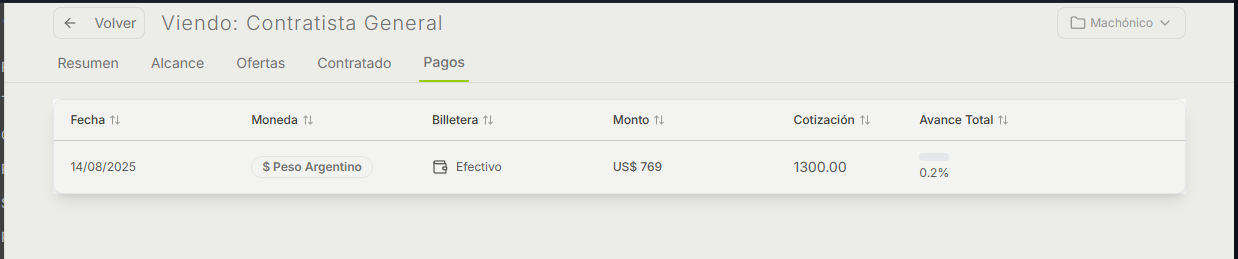 Volver
Viendo: Contratista General
Machónico
Resumen Alcance Ofertas Contratado Pagos
Fecha Moneda Billetera Monto Cotización Avance Total
14/08/2025 $ Peso Argentino Efectivo US$ 769 1300.00 0.2%